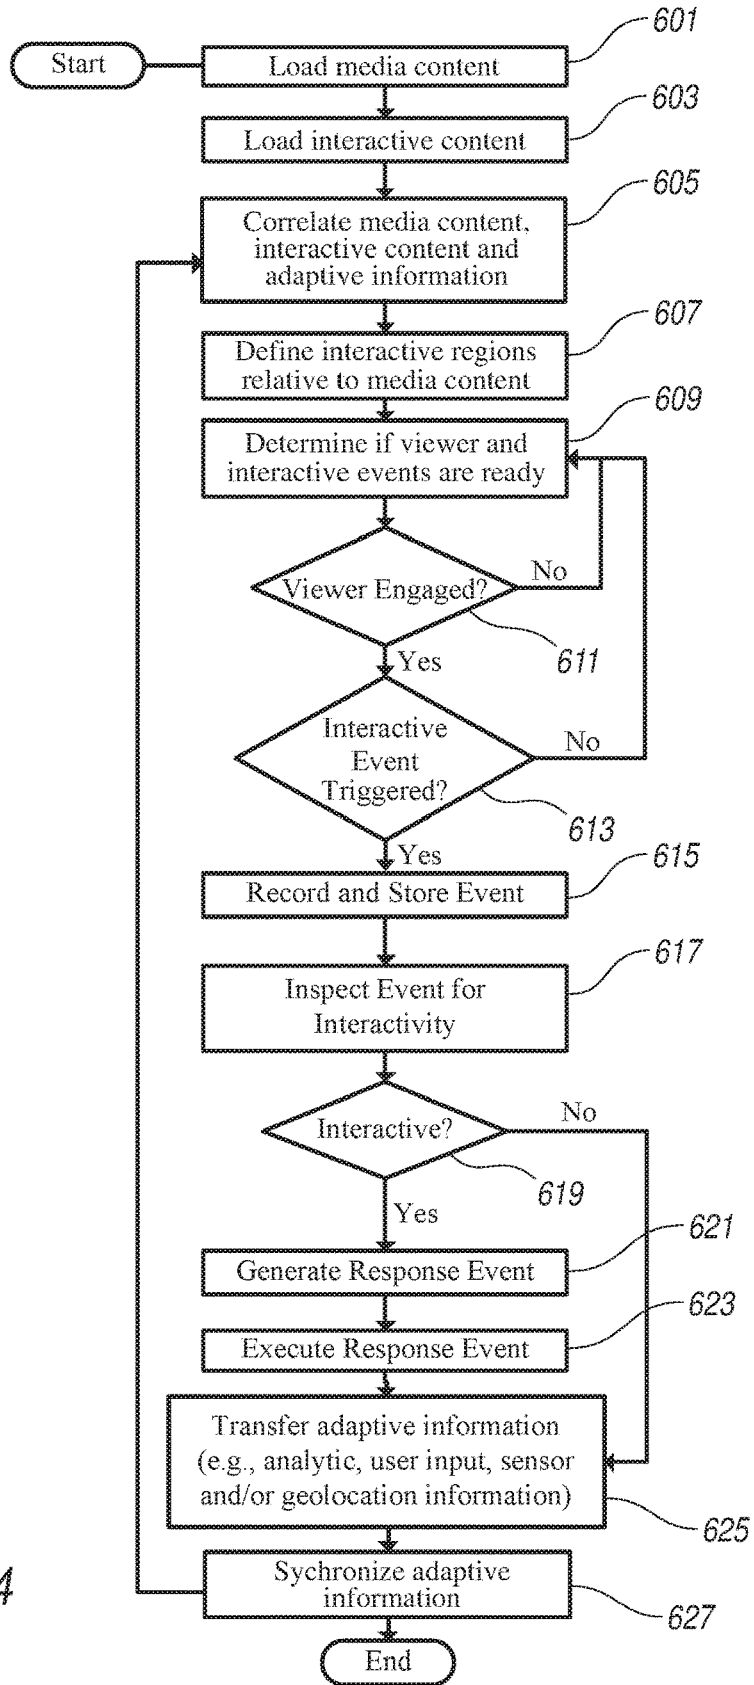 601
Start
Load media content
603
Load interactive content
605
Correlate media content,
interactive content and
adaptive information
607
Define interactive regions
relative to media content
609
Determine if viewer and
interactive events are ready
Viewer Engaged?
No
611
Yes
Interactive
Event
Triggered?
No
613
Yes
615
Record and Store Event
617
Inspect Event for
Interactivity
Interactive?
No
619
Yes
621
Generate Response Event
623
Execute Response Event
Transfer adaptive information
(e.g., analytic, user input, sensor
and/or geolocation information)
625
Sychronize adaptive
information
627
4
End